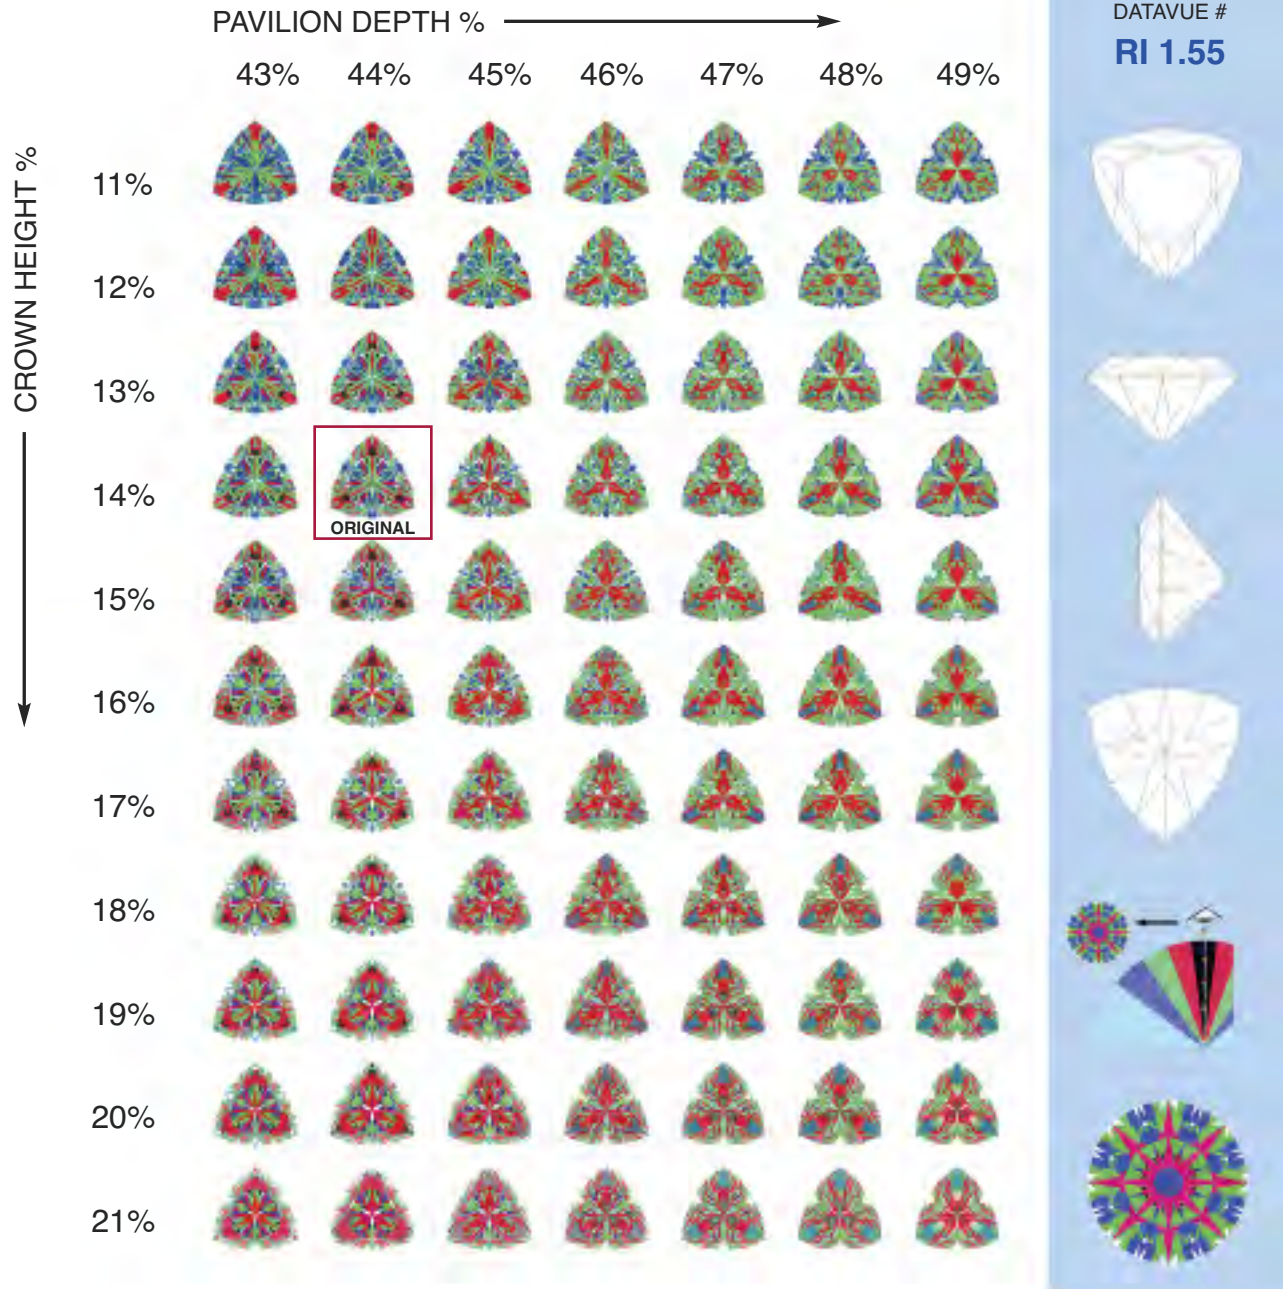 PAVILION DEPTH %
43% 44% 45% 46% 47% 48% 49%
CROWN HEIGHT %
11%
12%
13%
14%
ORIGINAL
15%
16%
17%
18%
19%
20%
21%
DATAVUE #
RI 1.55